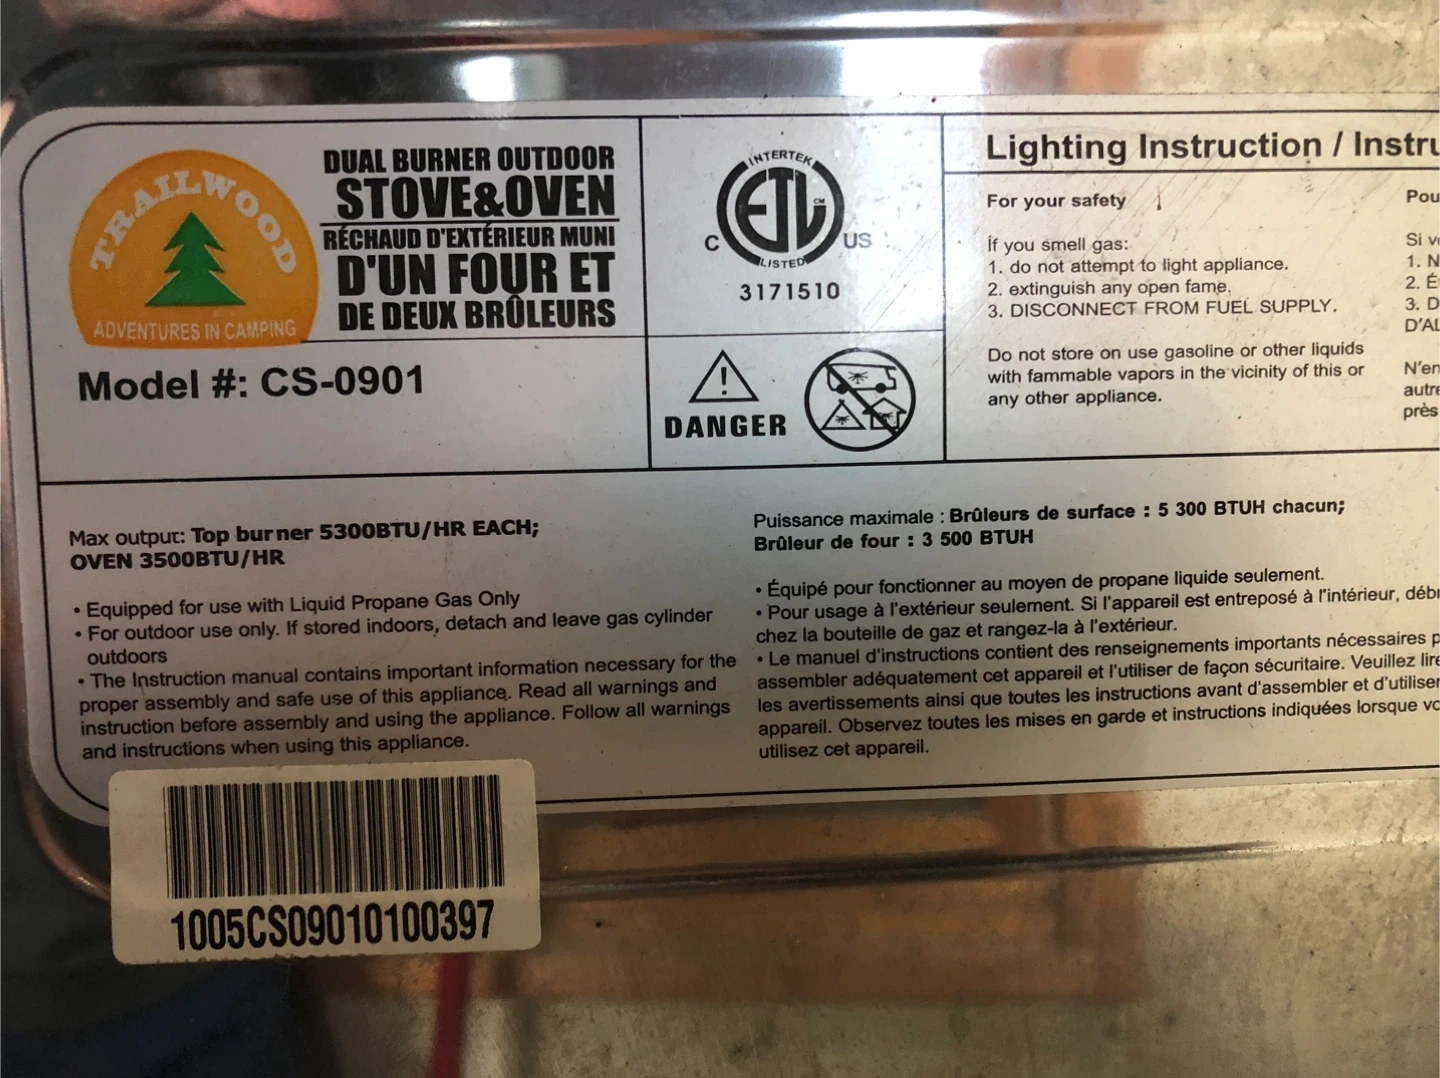 TRAILWOOD
ADVENTURES IN CAMPING
DUAL BURNER OUTDOOR
STOVE&OVEN
RÉCHAUD D'EXTÉRIEUR MUNI
D'UN FOUR ET
DE DEUX BRÛLEURS
Model #: CS-0901
INTERTEK
ETL CM
C US
LISTED
3171510
DANGER
Lighting Instruction / Instru
For your safety
if you smell gas:
1. do not attempt to light appliance.
2. extinguish any open fame.
3. DISCONNECT FROM FUEL SUPPLY.
Do not store on use gasoline or other liquids
with fammable vapors in the vicinity of this or
any other appliance.
Pou
Si v
1. N
2. É
3. D
D'AL
N'en
autre
près
Max output: Top burner 5300BTU/HR EACH;
OVEN 3500BTU/HR
• Equipped for use with Liquid Propane Gas Only
• For outdoor use only. If stored indoors, detach and leave gas cylinder
outdoors
• The Instruction manual contains important information necessary for the
proper assembly and safe use of this appliance. Read all warnings and
instruction before assembly and using the appliance. Follow all warnings
and instructions when using this appliance.
Puissance maximale : Brûleurs de surface : 5 300 BTUH chacun;
Brûleur de four : 3 500 BTUH
• Équipé pour fonctionner au moyen de propane liquide seulement.
• Pour usage à l'extérieur seulement. Si l'appareil est entreposé à l'intérieur, débr
chez la bouteille de gaz et rangez-la à l'extérieur.
• Le manuel d'instructions contient des renseignements importants nécessaires p
assembler adéquatement cet appareil et l'utiliser de façon sécuritaire. Veuillez lire
les avertissements ainsi que toutes les instructions avant d'assembler et d'utiliser
appareil. Observez toutes les mises en garde et instructions indiquées lorsque vo
utilisez cet appareil.
1005CS09010100397